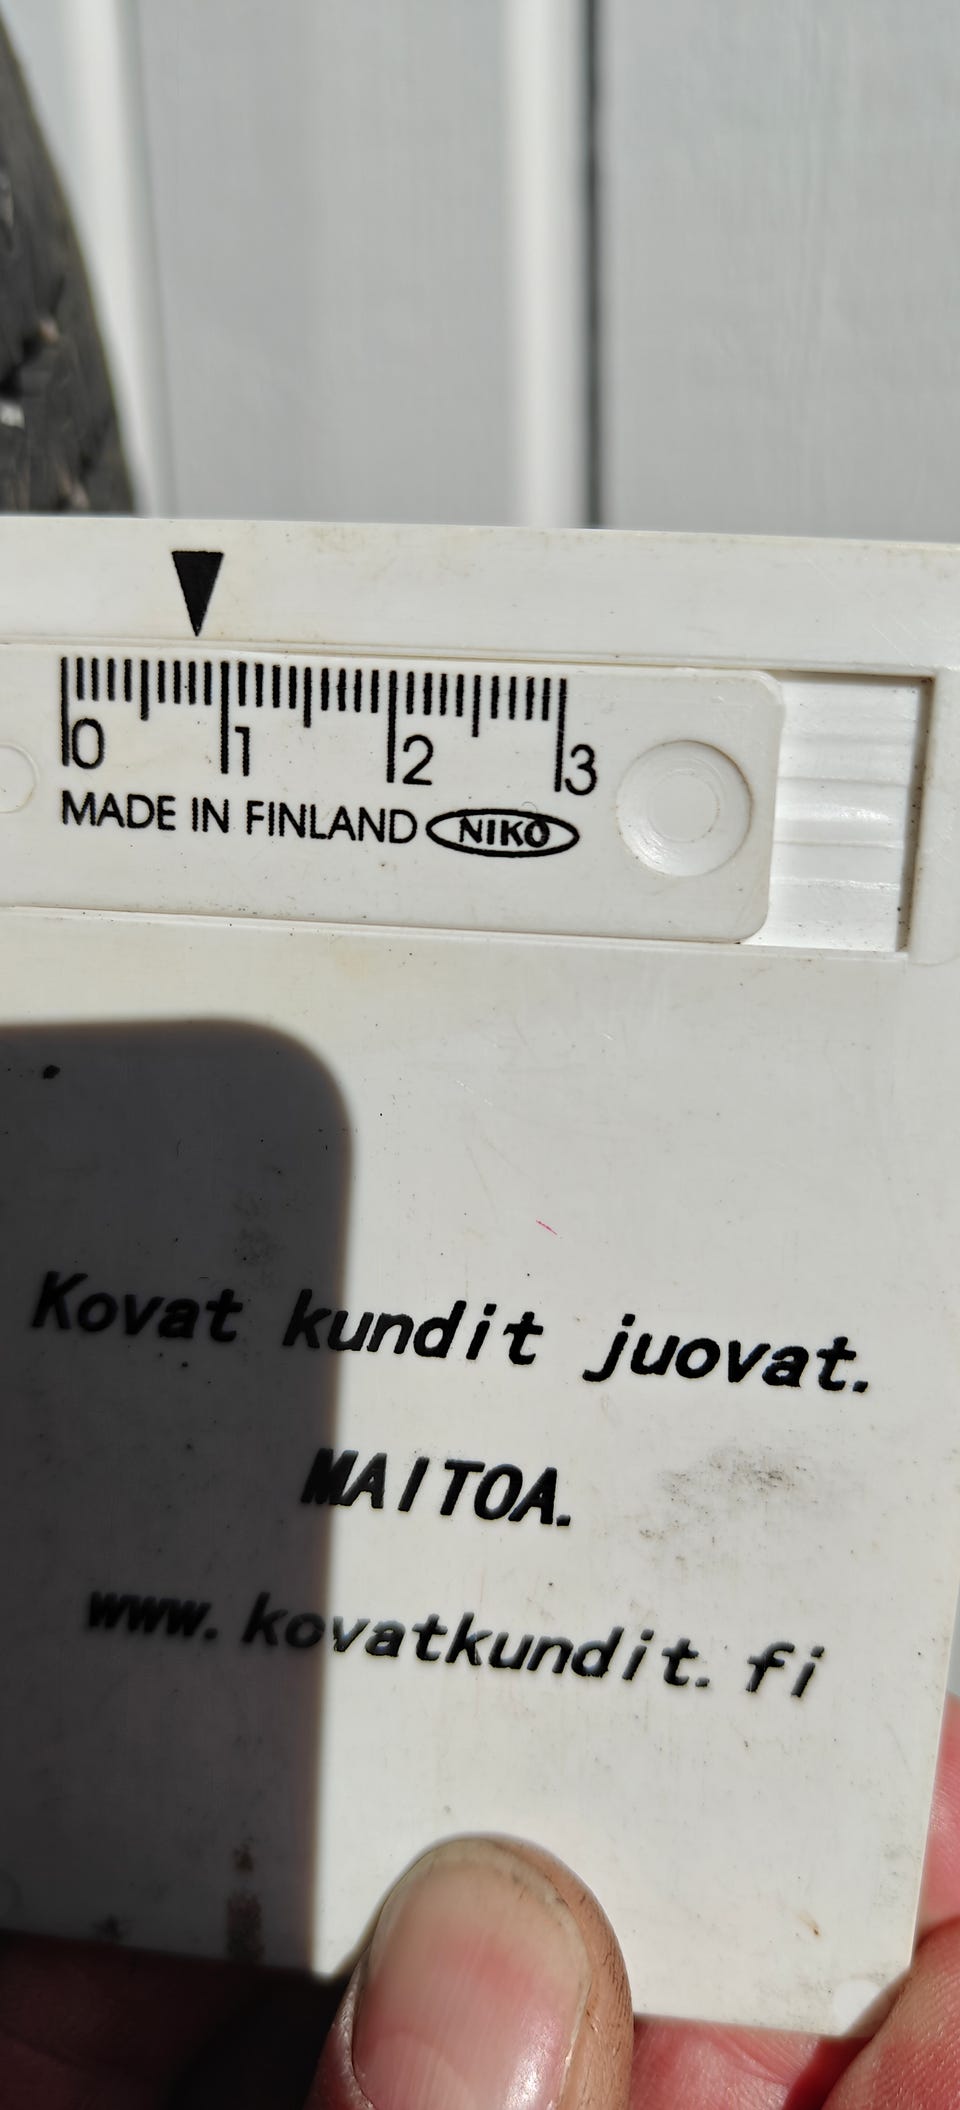 0 1 2 3
MADE IN FINLAND NIKO
Kovat kundit juovat.
MAITOA.
www.kovatkundit.fi